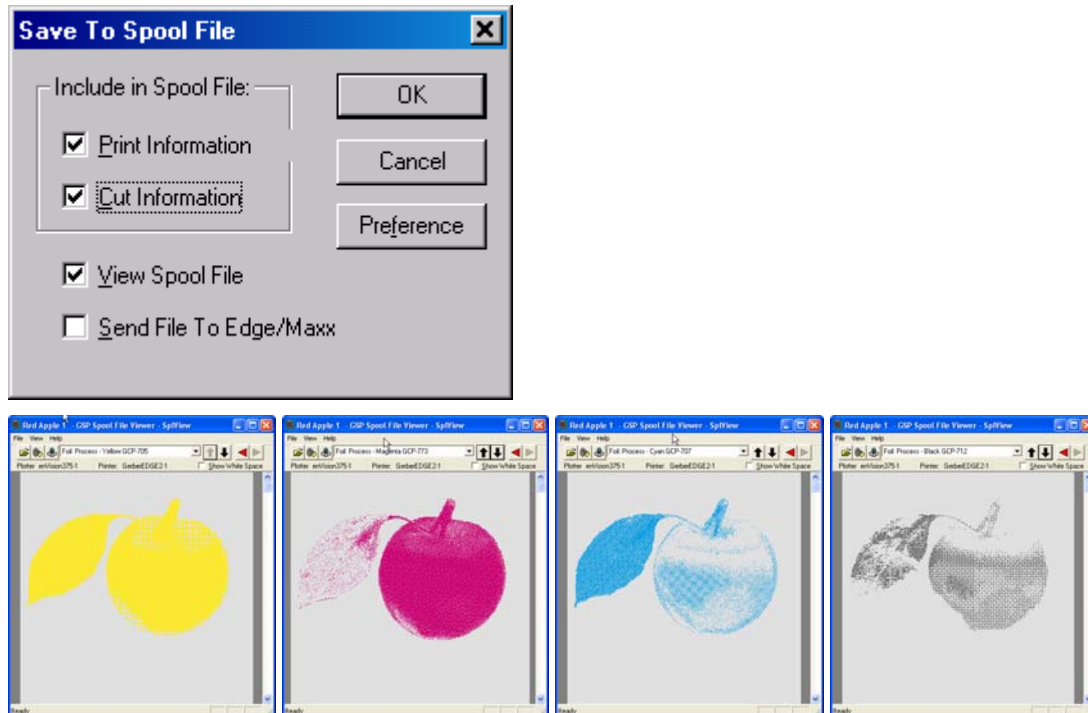 Save To Spool File
Include in Spool File:
OK
Print Information
Cancel
Cut Information
Preference
View Spool File
Send File To Edge/Maxx
Red Apple 1 - GSP Spool File Viewer - SplView
File View Help
Foil Process - Yellow GCP-705
Plotter: enVision375-1 Printer: GerberEDGE2-1 Show White Space
Ready
Red Apple 1 - GSP Spool File Viewer - SplView
File View Help
Foil Process - Magenta GCP-773
Plotter: enVision375-1 Printer: GerberEDGE2-1 Show White Space
Ready
Red Apple 1 - GSP Spool File Viewer - SplView
File View Help
Foil Process - Cyan GCP-707
Plotter: enVision375-1 Printer: GerberEDGE2-1 Show White Space
Ready
Red Apple 1 - GSP Spool File Viewer - SplView
File View Help
Foil Process - Black GCP-712
Plotter: enVision375-1 Printer: GerberEDGE2-1 Show White Space
Ready